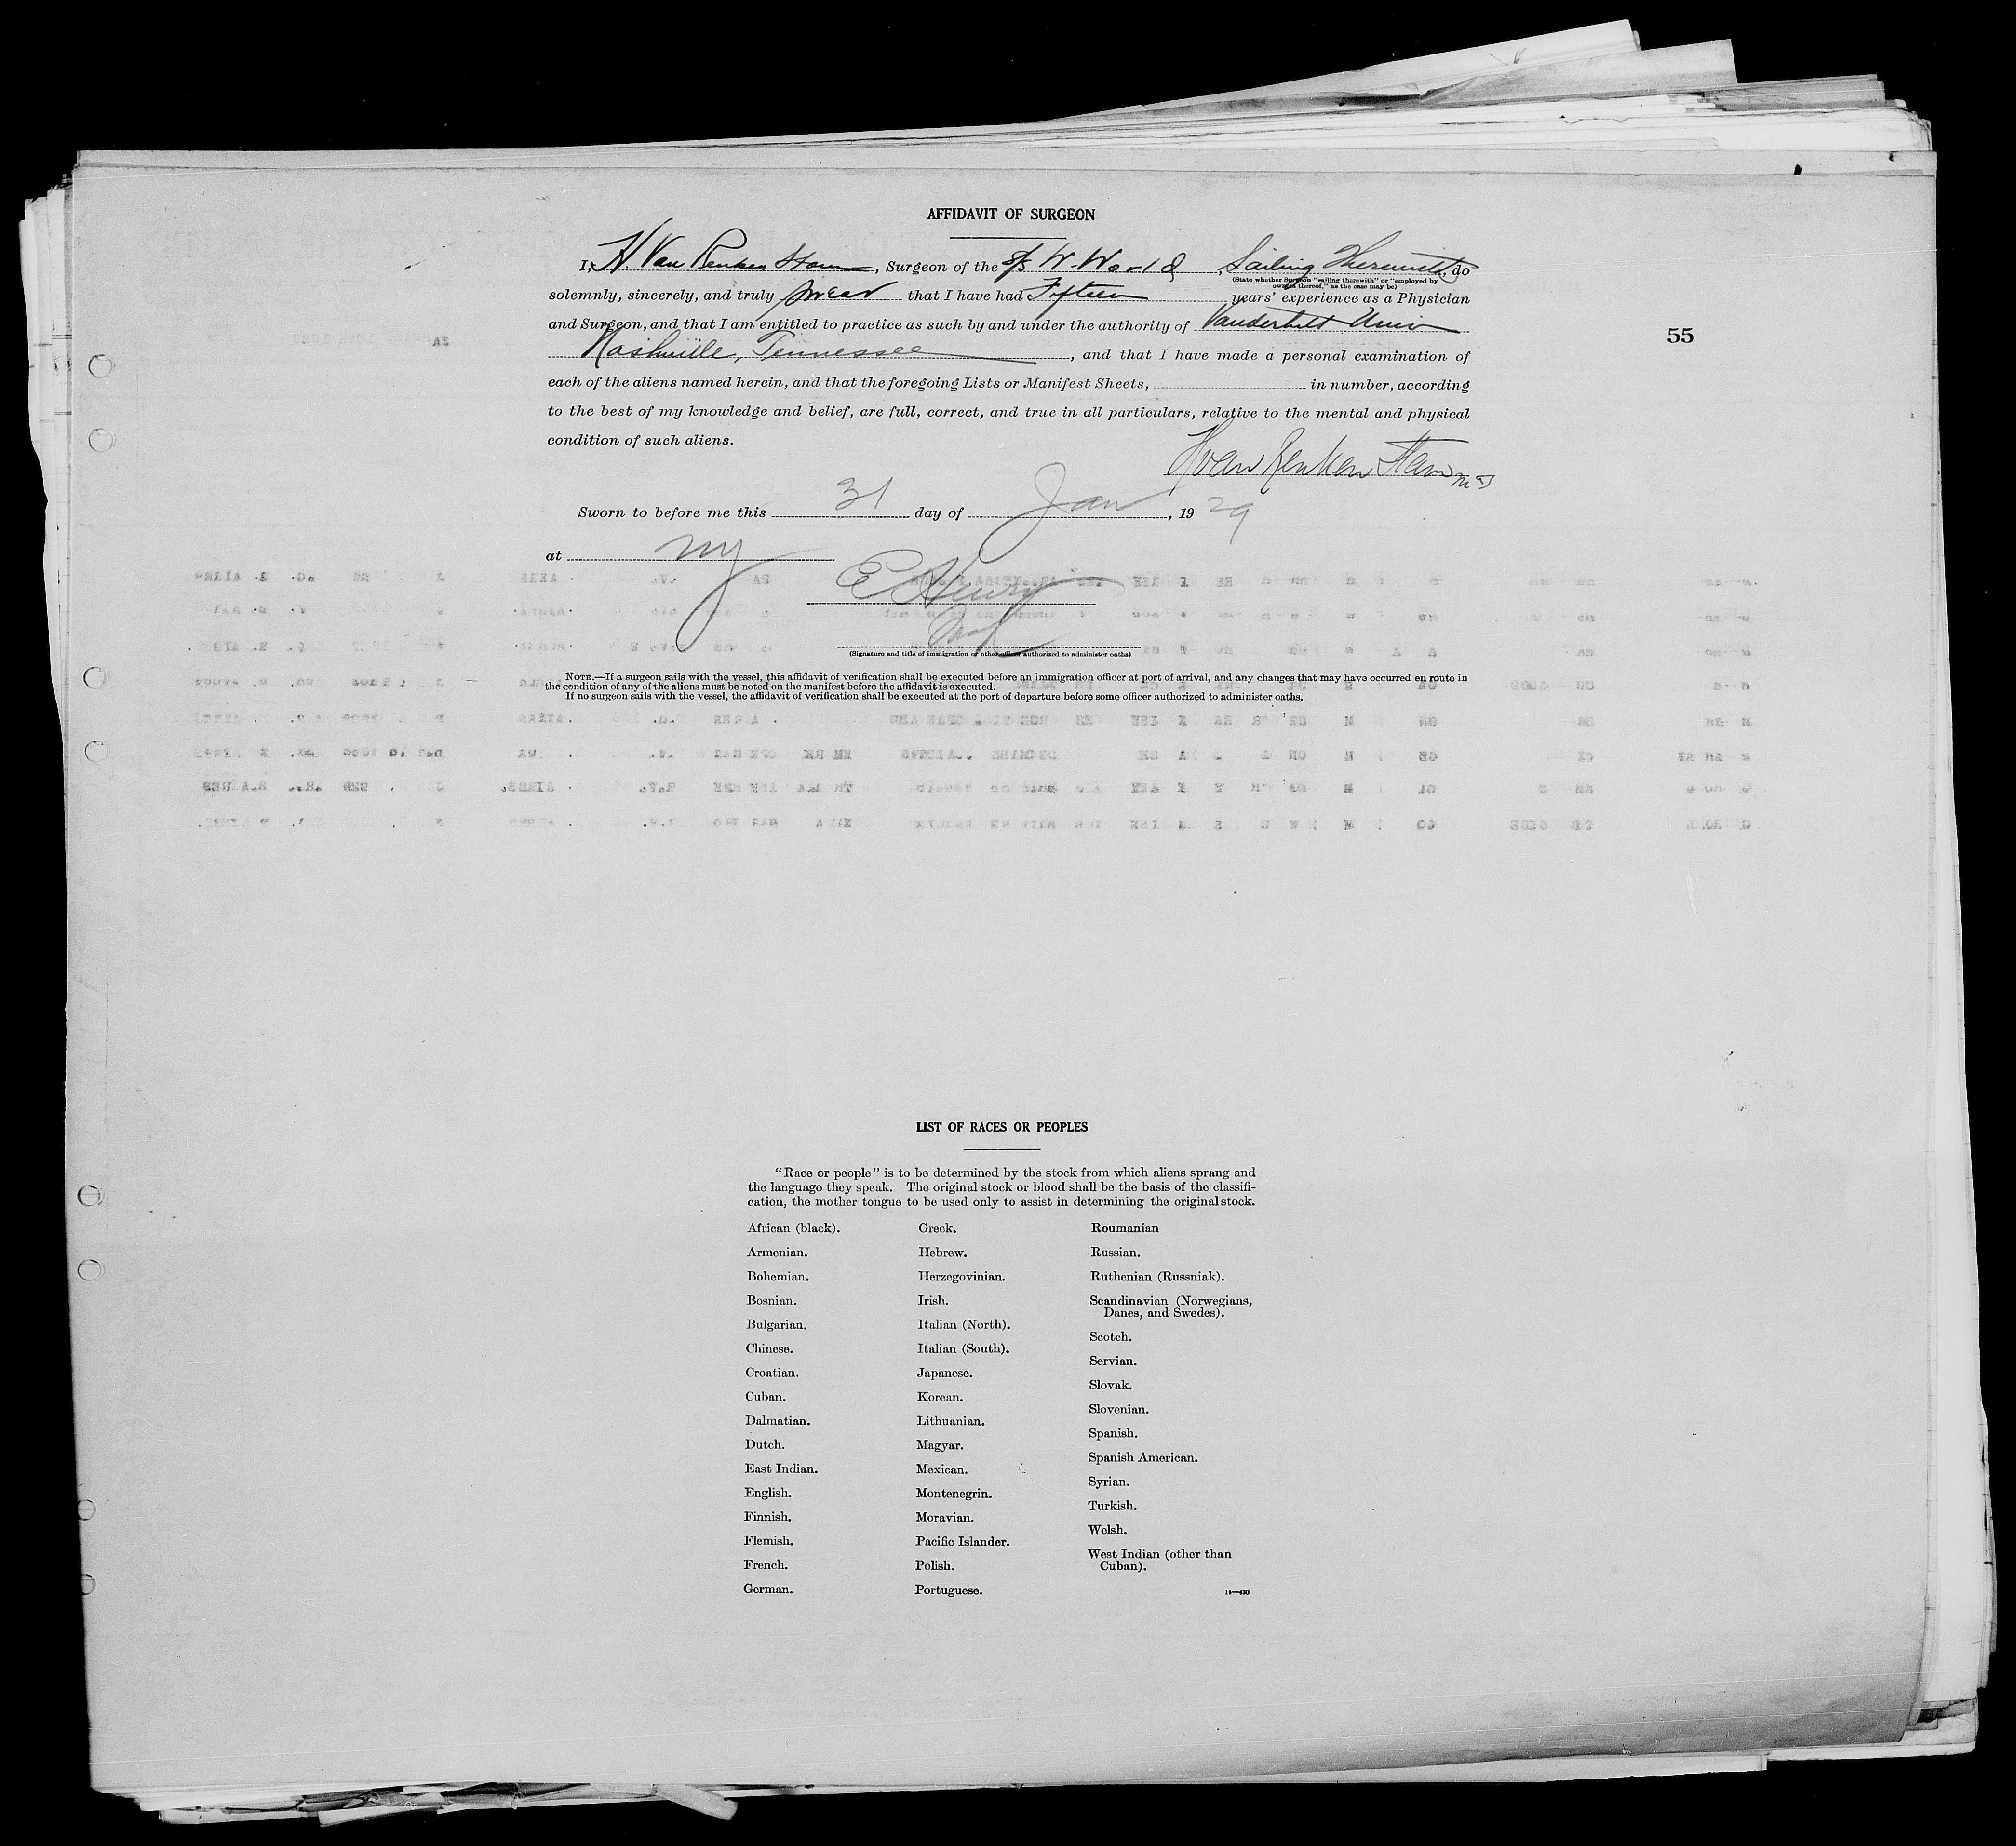 AFFIDAVIT OF SURGEON
I, H Van Renken, Surgeon of the S/S W. World, Sailing Therewith, do
(State whether Surgeon "sailing therewith" or "employed by
owners thereof," as the case may be)
solemnly, sincerely, and truly swear that I have had Fifteen years' experience as a Physician
and Surgeon, and that I am entitled to practice as such by and under the authority of Vanderbilt Univ
Nashville, Tennessee, and that I have made a personal examination of
55
each of the aliens named herein, and that the foregoing Lists or Manifest Sheets, in number, according
to the best of my knowledge and belief, are full, correct, and true in all particulars, relative to the mental and physical
condition of such aliens.
H van Renken MD
Sworn to before me this 31 day of Jan, 1929
at NY
E Henry
(Signature and title of immigration or other officer authorized to administer oaths)
NOTE.—If a surgeon sails with the vessel, this affidavit of verification shall be executed before an immigration officer at port of arrival, and any changes that may have occurred en route in
the condition of any of the aliens must be noted on the manifest before the affidavit is executed.
If no surgeon sails with the vessel, the affidavit of verification shall be executed at the port of departure before some officer authorized to administer oaths.
LIST OF RACES OR PEOPLES
"Race or people" is to be determined by the stock from which aliens sprang and
the language they speak. The original stock or blood shall be the basis of the classifi-
cation, the mother tongue to be used only to assist in determining the original stock.
African (black).
Armenian.
Bohemian.
Bosnian.
Bulgarian.
Chinese.
Croatian.
Cuban.
Dalmatian.
Dutch.
East Indian.
English.
Finnish.
Flemish.
French.
German.
Greek.
Hebrew.
Herzegovinian.
Irish.
Italian (North).
Italian (South).
Japanese.
Korean.
Lithuanian.
Magyar.
Mexican.
Montenegrin.
Moravian.
Pacific Islander.
Polish.
Portuguese.
Roumanian
Russian.
Ruthenian (Russniak).
Scandinavian (Norwegians,
Danes, and Swedes).
Scotch.
Servian.
Slovak.
Slovenian.
Spanish.
Spanish American.
Syrian.
Turkish.
Welsh.
West Indian (other than
Cuban).
14—430